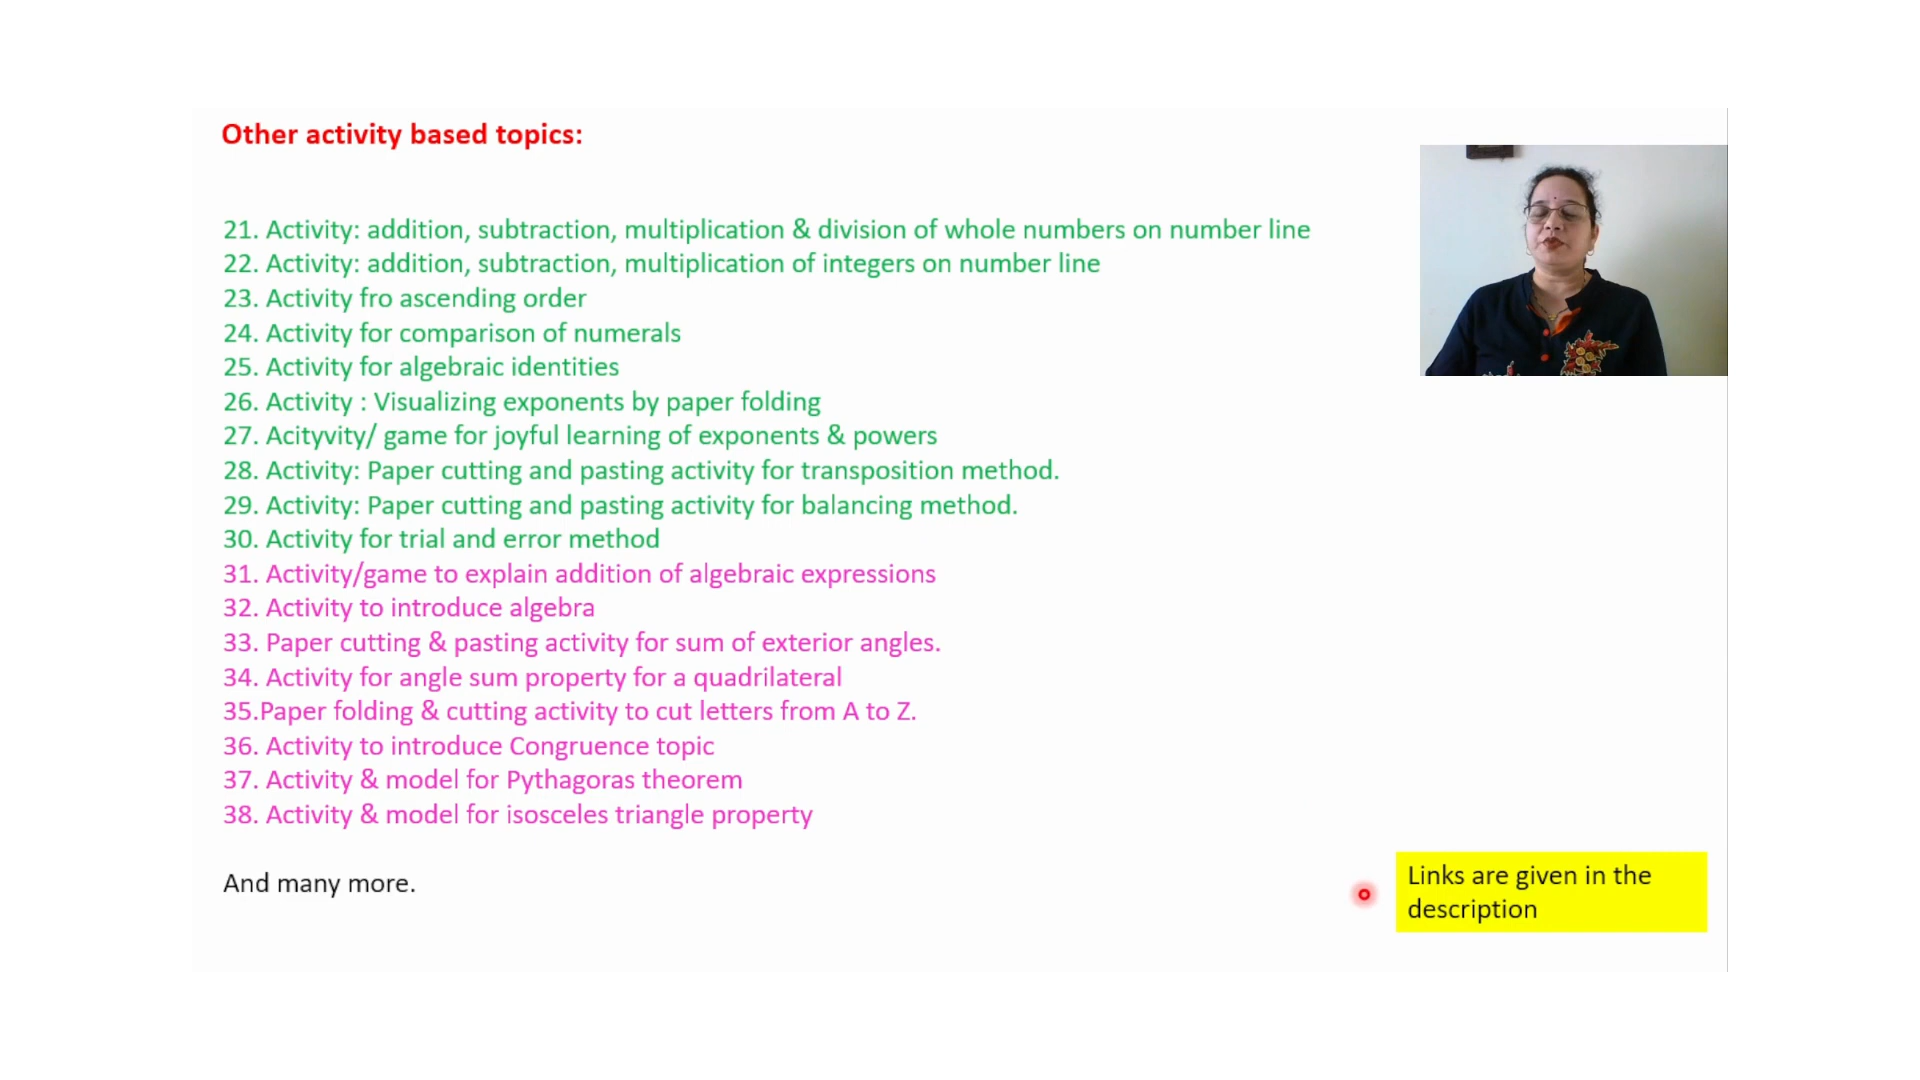 Other activity based topics:
21. Activity: addition, subtraction, multiplication & division of whole numbers on number line
22. Activity: addition, subtraction, multiplication of integers on number line
23. Activity fro ascending order
24. Activity for comparison of numerals
25. Activity for algebraic identities
26. Activity : Visualizing exponents by paper folding
27. Acityvity/ game for joyful learning of exponents & powers
28. Activity: Paper cutting and pasting activity for transposition method.
29. Activity: Paper cutting and pasting activity for balancing method.
30. Activity for trial and error method
31. Activity/game to explain addition of algebraic expressions
32. Activity to introduce algebra
33. Paper cutting & pasting activity for sum of exterior angles.
34. Activity for angle sum property for a quadrilateral
35.Paper folding & cutting activity to cut letters from A to Z.
36. Activity to introduce Congruence topic
37. Activity & model for Pythagoras theorem
38. Activity & model for isosceles triangle property
And many more.
Links are given in the
description